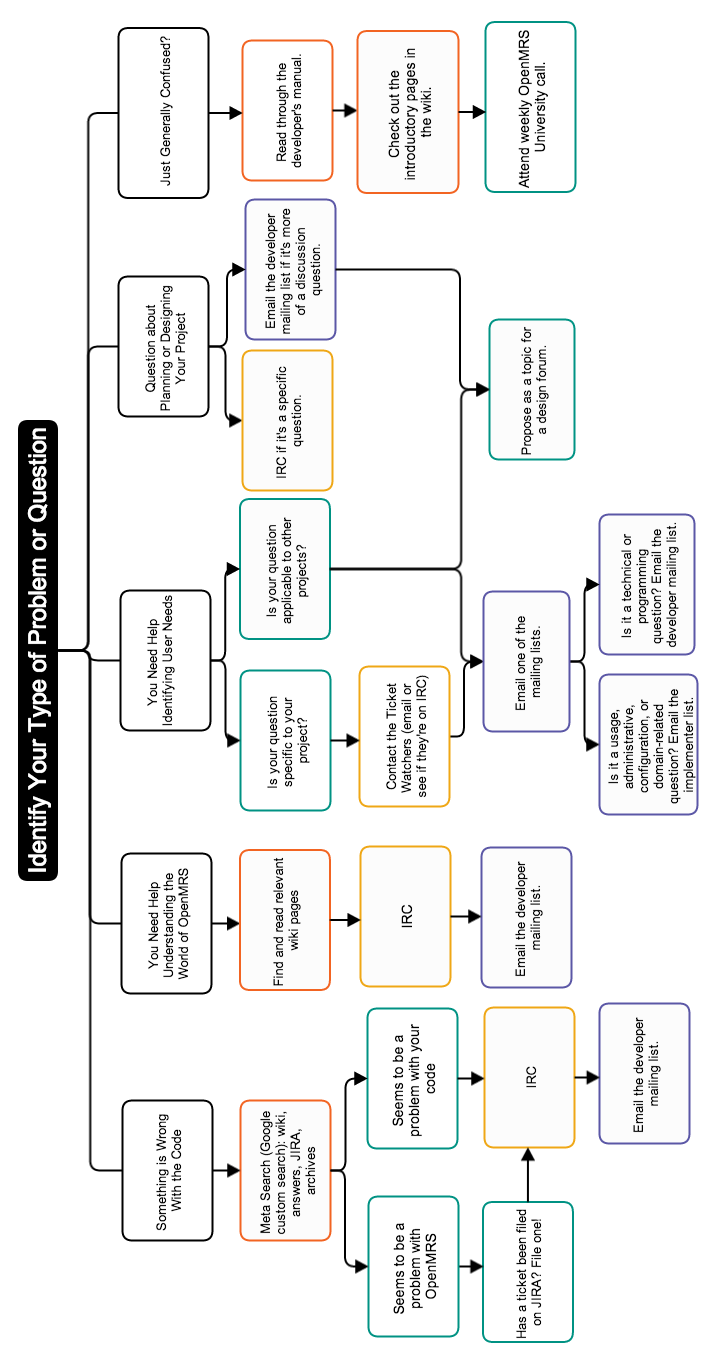 Identify Your Type of Problem or Question
Something is Wrong
With the Code
You Need Help
Understanding the
World of OpenMRS
You Need Help
Identifying User Needs
Question about
Planning or Designing
Your Project
Just Generally Confused?
Meta Search (Google
custom search): wiki,
answers, JIRA,
archives
Find and read relevant
wiki pages
Is your question
specific to your
project?
Is your question
applicable to other
projects?
IRC if it's a specific
question.
Email the developer
mailing list if it's more
of a discussion
question.
Read through the
developer's manual.
Seems to be a
problem with
OpenMRS
Seems to be a
problem with your
code
IRC
Contact the Ticket
Watchers (email or
see if they're on IRC)
Check out the
introductory pages in
the wiki.
Has a ticket been filed
on JIRA? File one!
IRC
Email the developer
mailing list.
Email one of the
mailing lists.
Propose as a topic for
a design forum.
Attend weekly OpenMRS
University call.
Email the developer
mailing list.
Is it a usage,
administrative,
configuration, or
domain-related
question? Email the
implementer list.
Is it a technical or
programming
question? Email the
developer mailing list.